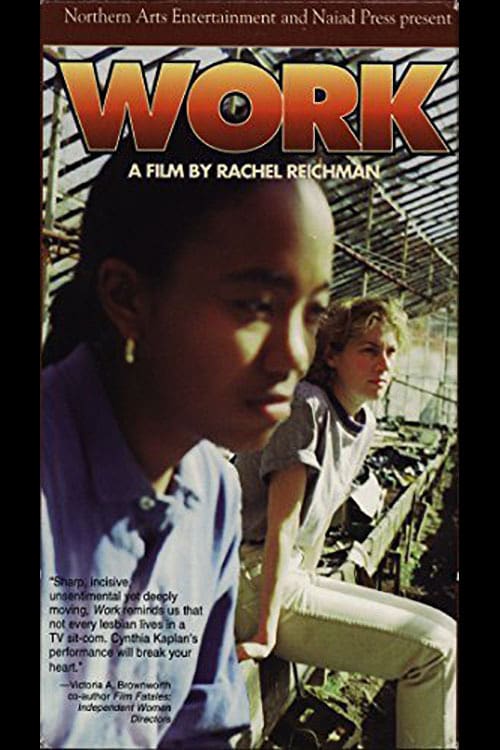 Northern Arts Entertainment and Naiad Press present
WORK
A FILM BY RACHEL REICHMAN
"Sharp, incisive,
unsentimental yet deeply
moving, Work reminds us that
not every lesbian lives in a
TV sit-com. Cynthia Kaplan's
performance will break your
heart."
—Victoria A. Brownworth
co-author Film Fatales:
Independent Women
Directors